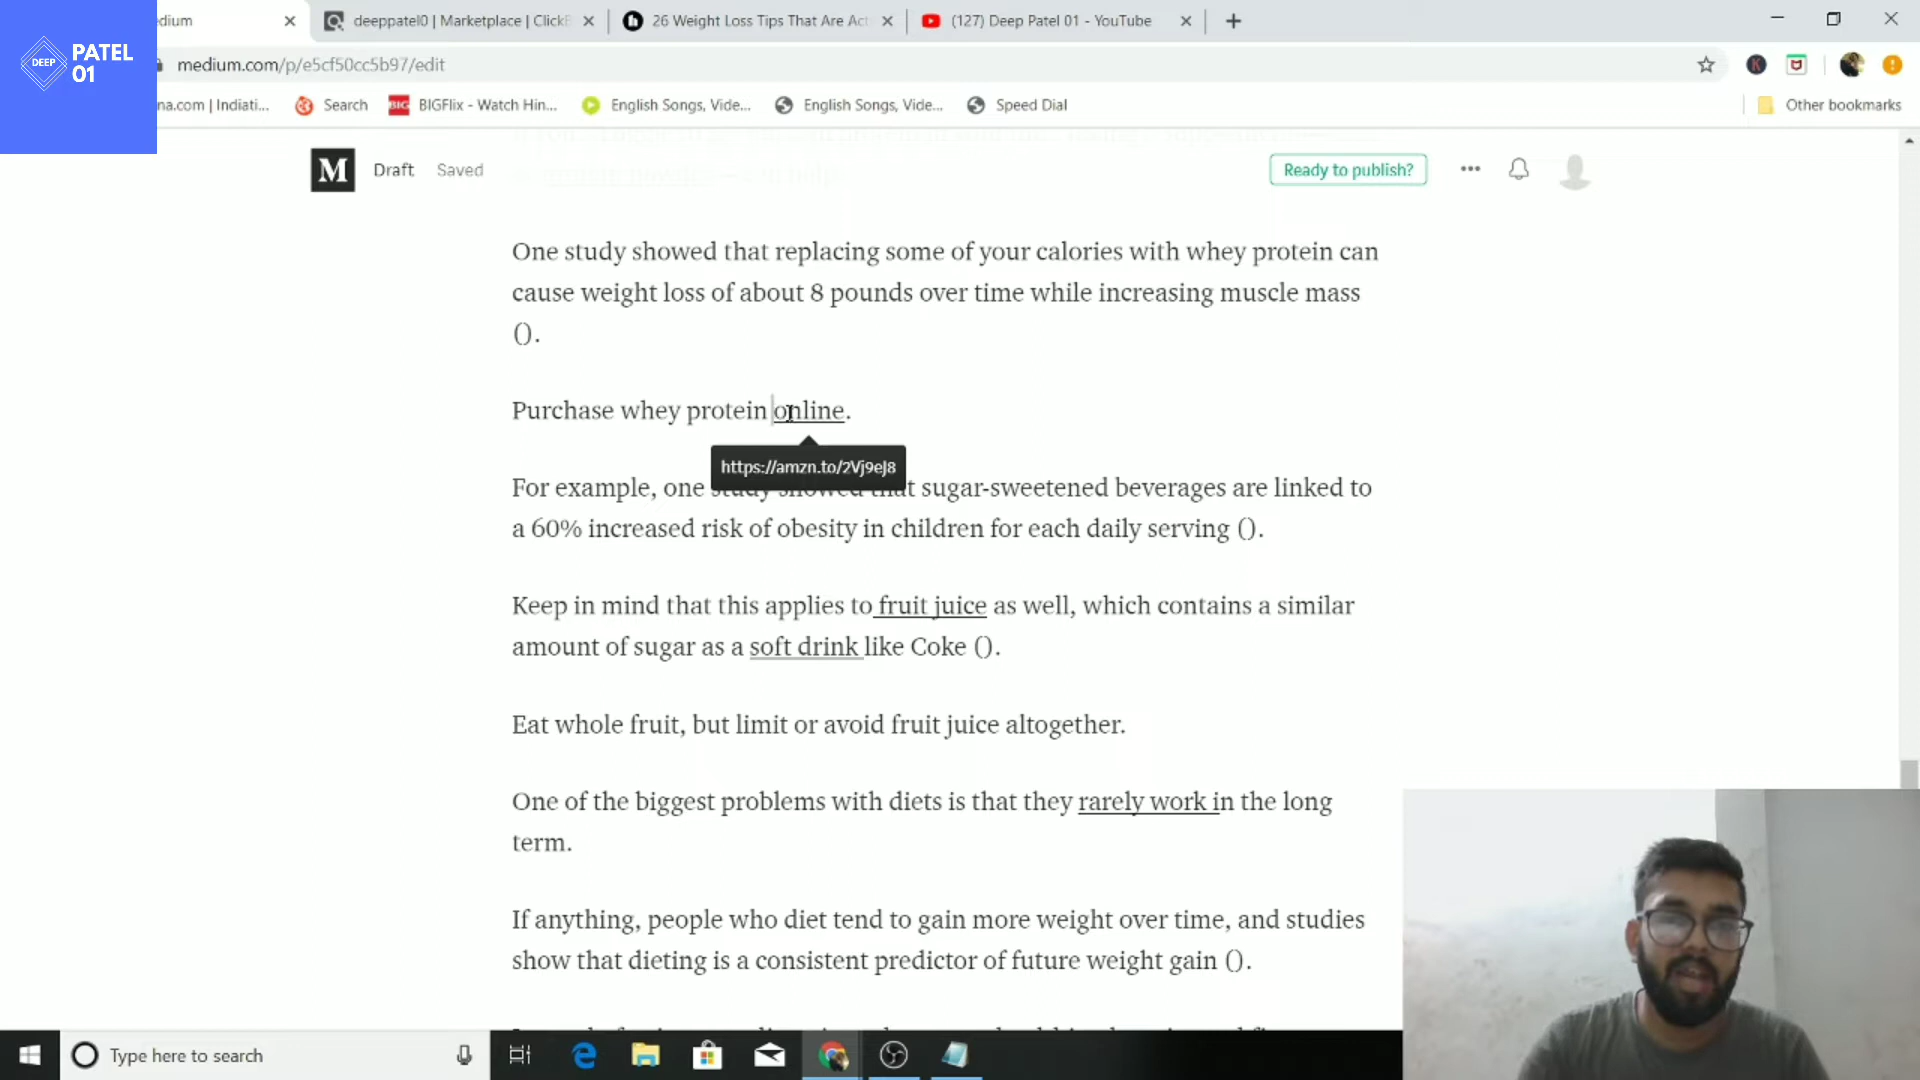 DEEP
PATEL
01
edium
deeppatel0 | Marketplace | ClickB
26 Weight Loss Tips That Are Act
(127) Deep Patel 01 - YouTube
medium.com/p/e5cf50cc5b97/edit
na.com | Indiati...
Search
BIG
BIGFlix - Watch Hin...
English Songs, Vide...
English Songs, Vide...
Speed Dial
Other bookmarks
M
Draft
Saved
Ready to publish?
One study showed that replacing some of your calories with whey protein can
cause weight loss of about 8 pounds over time while increasing muscle mass
().
Purchase whey protein online.
https://amzn.to/2Vj9eJ8
For example, one study showed that sugar-sweetened beverages are linked to
a 60% increased risk of obesity in children for each daily serving ().
Keep in mind that this applies to fruit juice as well, which contains a similar
amount of sugar as a soft drink like Coke ().
Eat whole fruit, but limit or avoid fruit juice altogether.
One of the biggest problems with diets is that they rarely work in the long
term.
If anything, people who diet tend to gain more weight over time, and studies
show that dieting is a consistent predictor of future weight gain ().
Type here to search